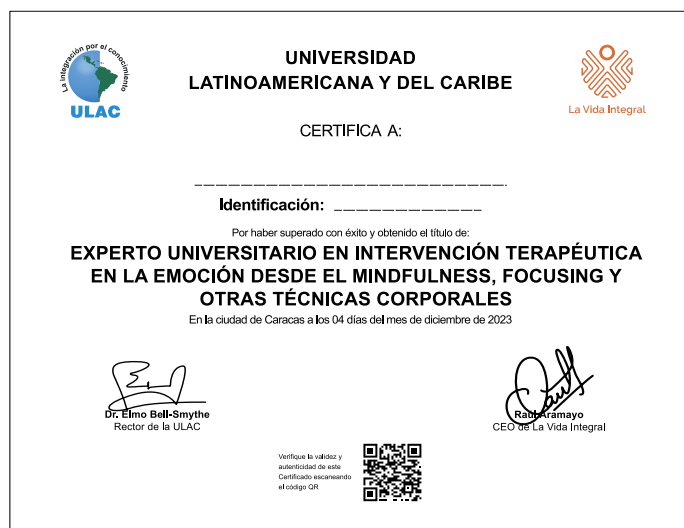 La integración por el conocimiento
ULAC
UNIVERSIDAD
LATINOAMERICANA Y DEL CARIBE
La Vida Integral
CERTIFICA A:
Identificación:
Por haber superado con éxito y obtenido el título de:
EXPERTO UNIVERSITARIO EN INTERVENCIÓN TERAPÉUTICA
EN LA EMOCIÓN DESDE EL MINDFULNESS, FOCUSING Y
OTRAS TÉCNICAS CORPORALES
En la ciudad de Caracas a los 04 días del mes de diciembre de 2023
Dr. Elmo Bell-Smythe
Rector de la ULAC
Raúl Aramayo
CEO de La Vida Integral
Verifique la validez y
autenticidad de este
Certificado escaneando
el código QR